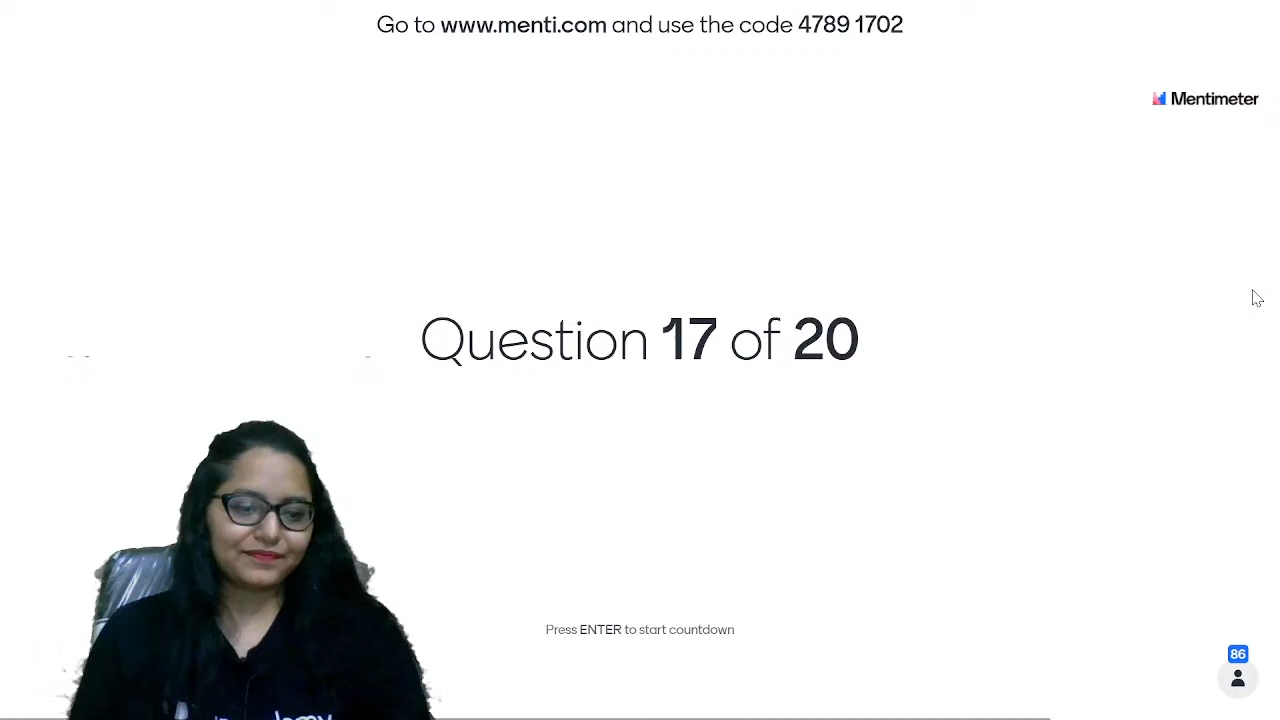 Go to www.menti.com and use the code 4789 1702
Mentimeter
Question 17 of 20
Press ENTER to start countdown
86